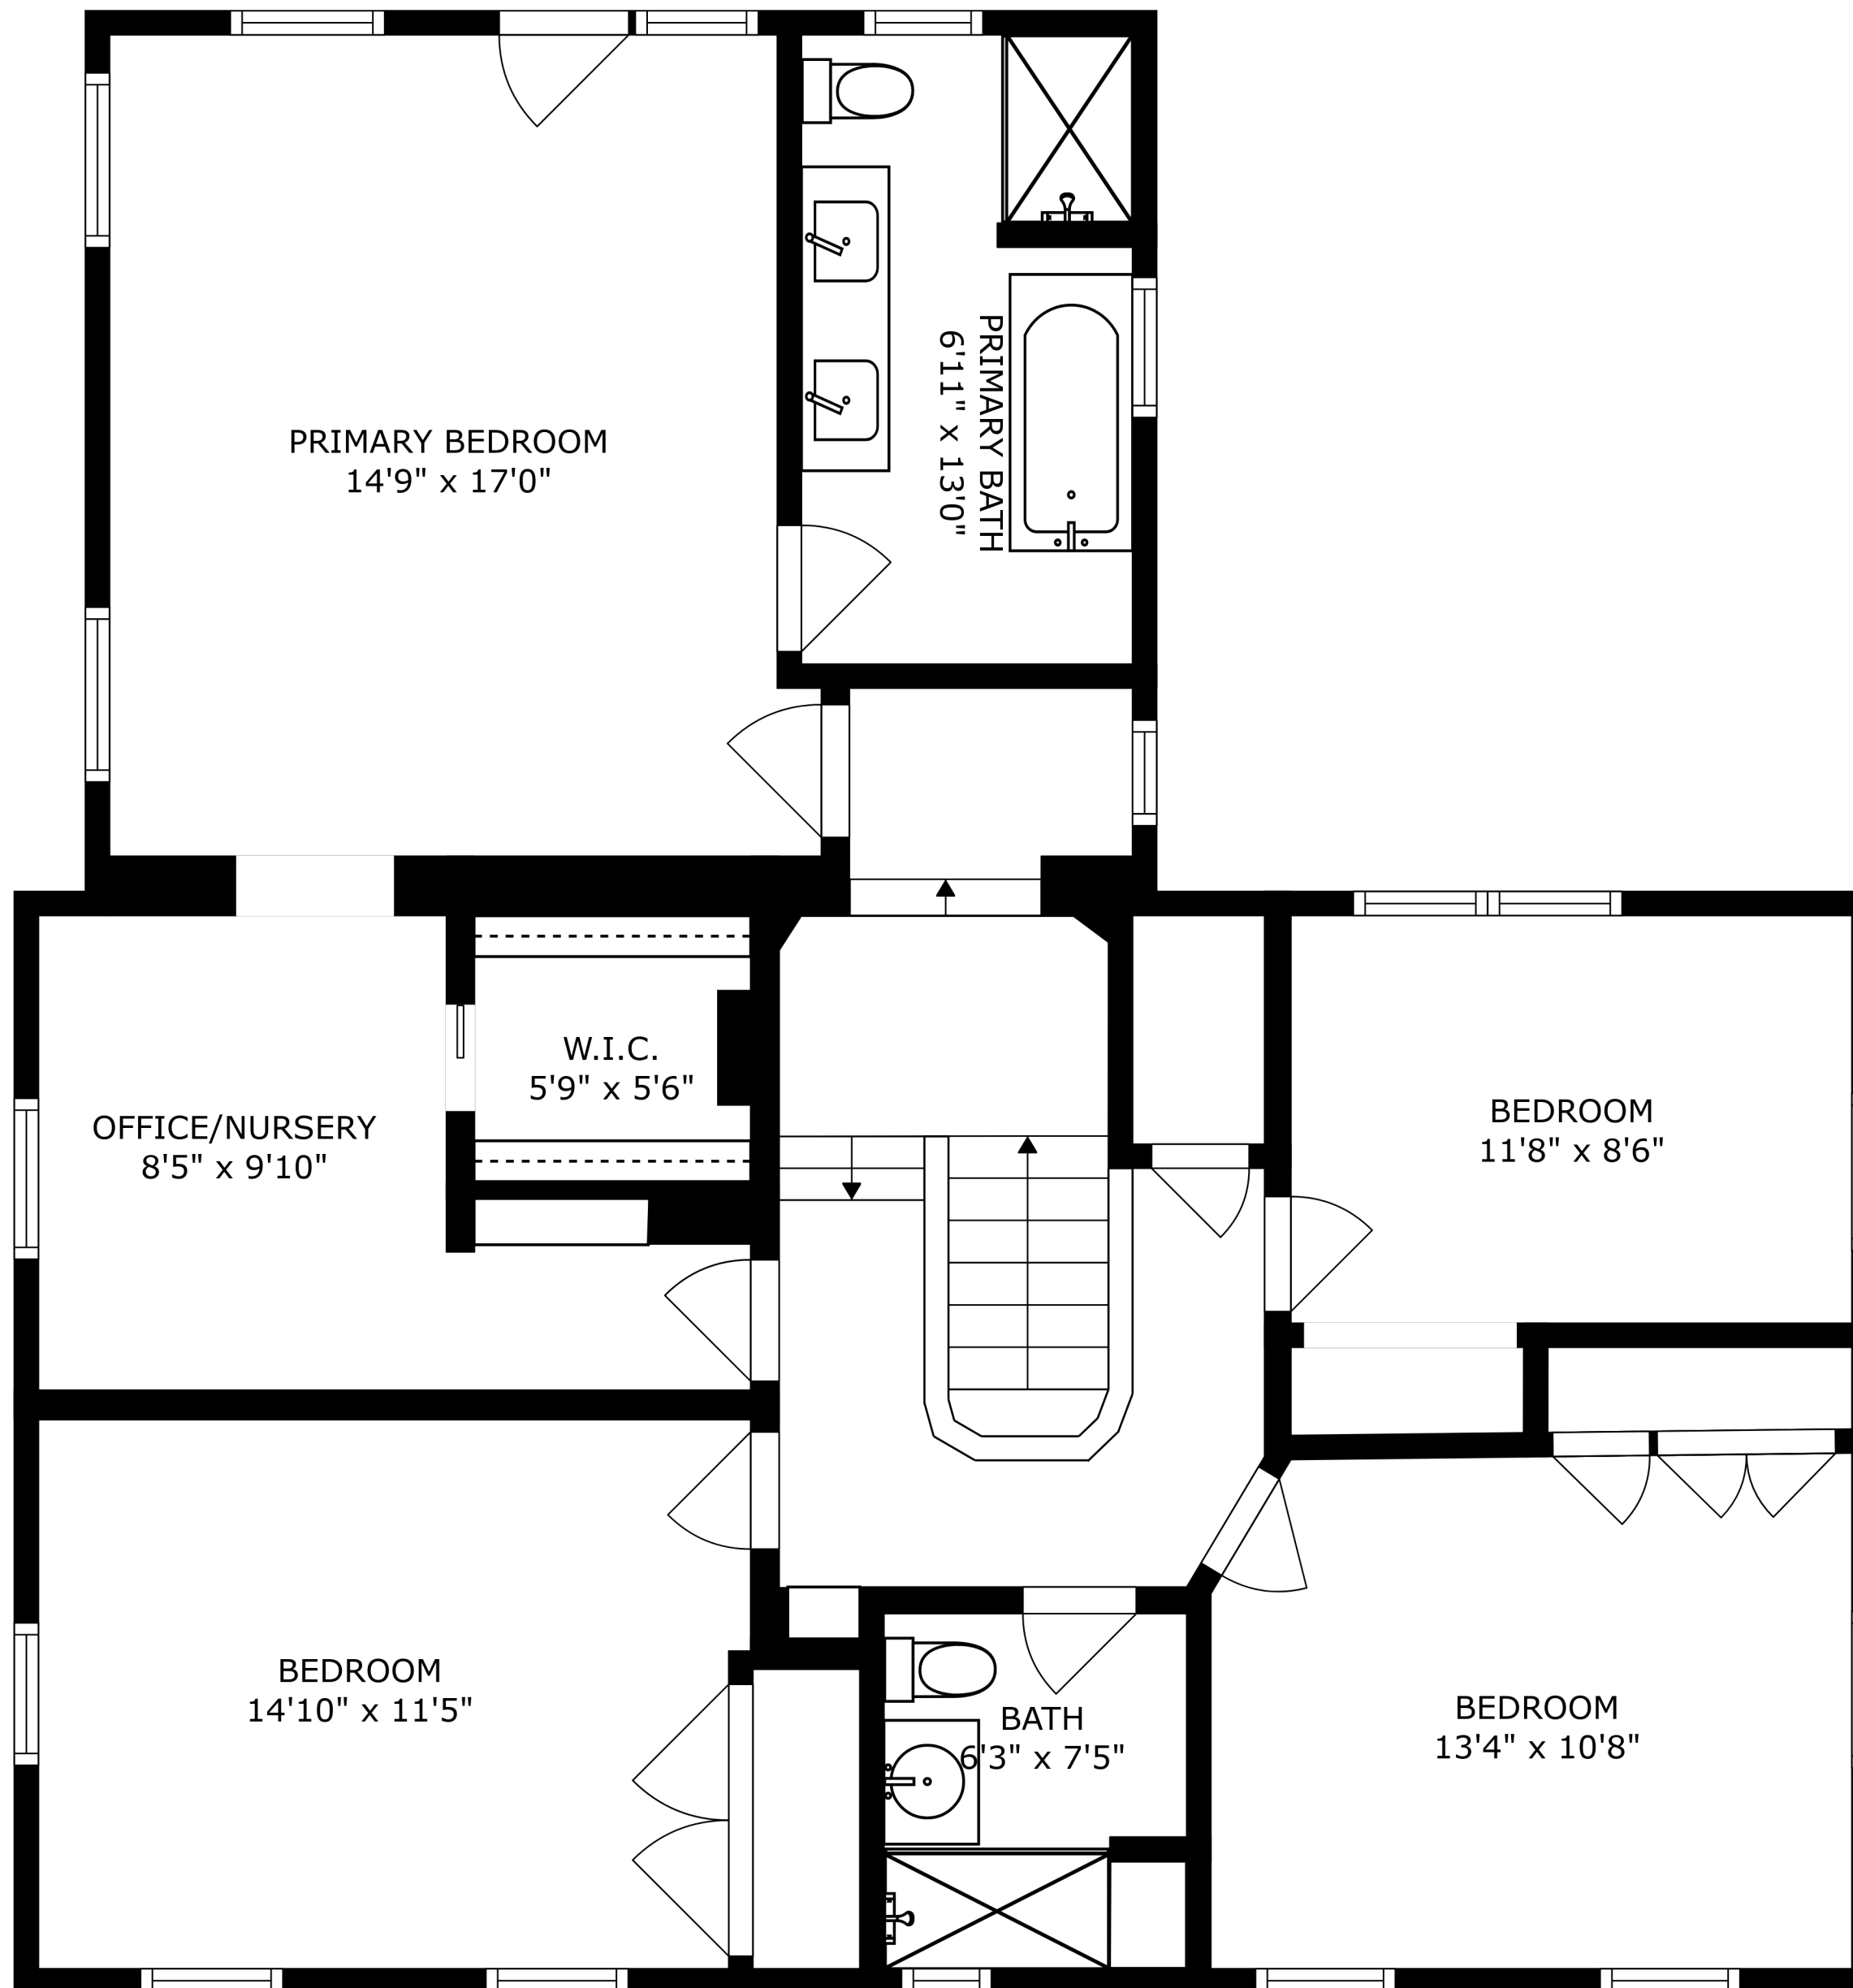 PRIMARY BEDROOM
14'9" x 17'0"
PRIMARY BATH
6'11" x 13'0"
W.I.C.
5'9" x 5'6"
OFFICE/NURSERY
8'5" x 9'10"
BEDROOM
11'8" x 8'6"
BEDROOM
14'10" x 11'5"
BATH
6'3" x 7'5"
BEDROOM
13'4" x 10'8"